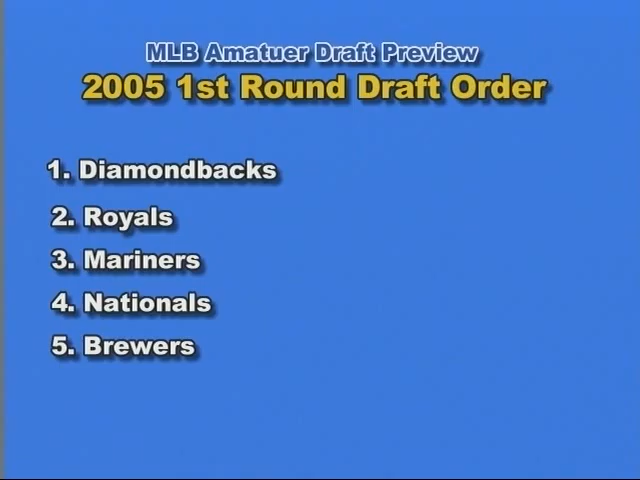 MLB Amatuer Draft Preview
2005 1st Round Draft Order
1. Diamondbacks
2. Royals
3. Mariners
4. Nationals
5. Brewers